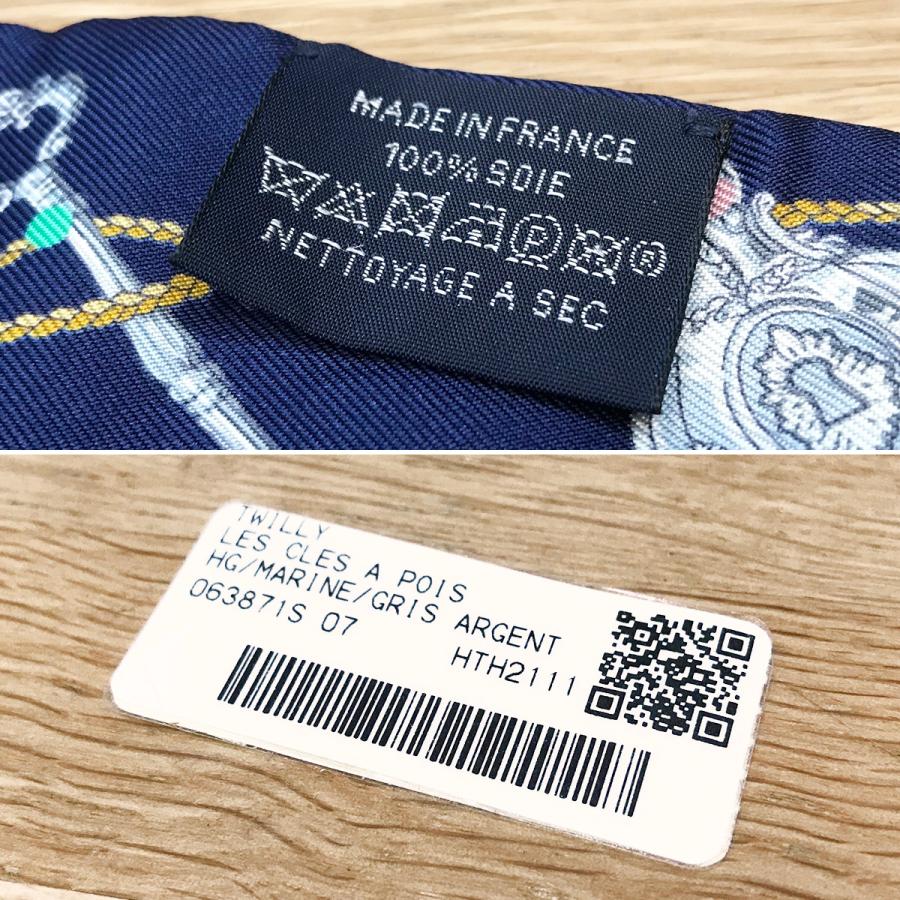 MADE IN FRANCE
100% SOIE
P ®
NETTOYAGE A SEC
TWILLY
LES CLES A POIS
HG/MARINE/GRIS ARGENT
063871S 07
HTH2111